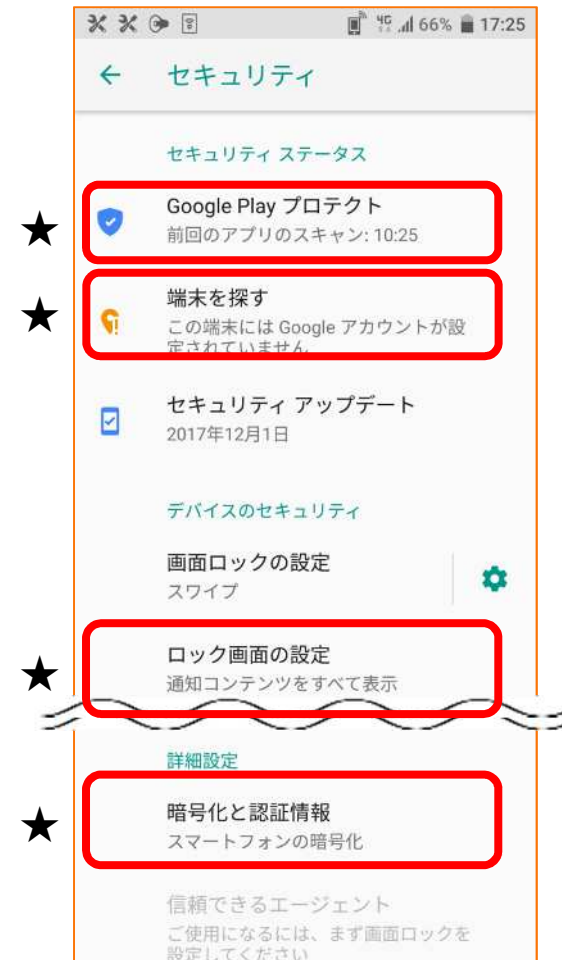 4G 66% 17:25
セキュリティ
セキュリティ ステータス
Google Play プロテクト
前回のアプリのスキャン: 10:25
★
端末を探す
★
この端末には Google アカウントが設
定されていません
セキュリティ アップデート
2017年12月1日
デバイスのセキュリティ
画面ロックの設定
スワイプ
ロック画面の設定
★
通知コンテンツをすべて表示
詳細設定
暗号化と認証情報
★
スマートフォンの暗号化
信頼できるエージェント
ご使用になるには、まず画面ロックを
設定してください